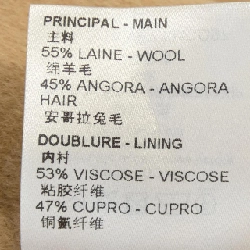 PRINCIPAL - MAIN
主料
55% LAINE - WOOL
绵羊毛
45% ANGORA - ANGORA
HAIR
安哥拉兔毛
DOUBLURE - LINING
内村
53% VISCOSE - VISCOSE
粘胶纤维
47% CUPRO - CUPRO
铜氨纤维